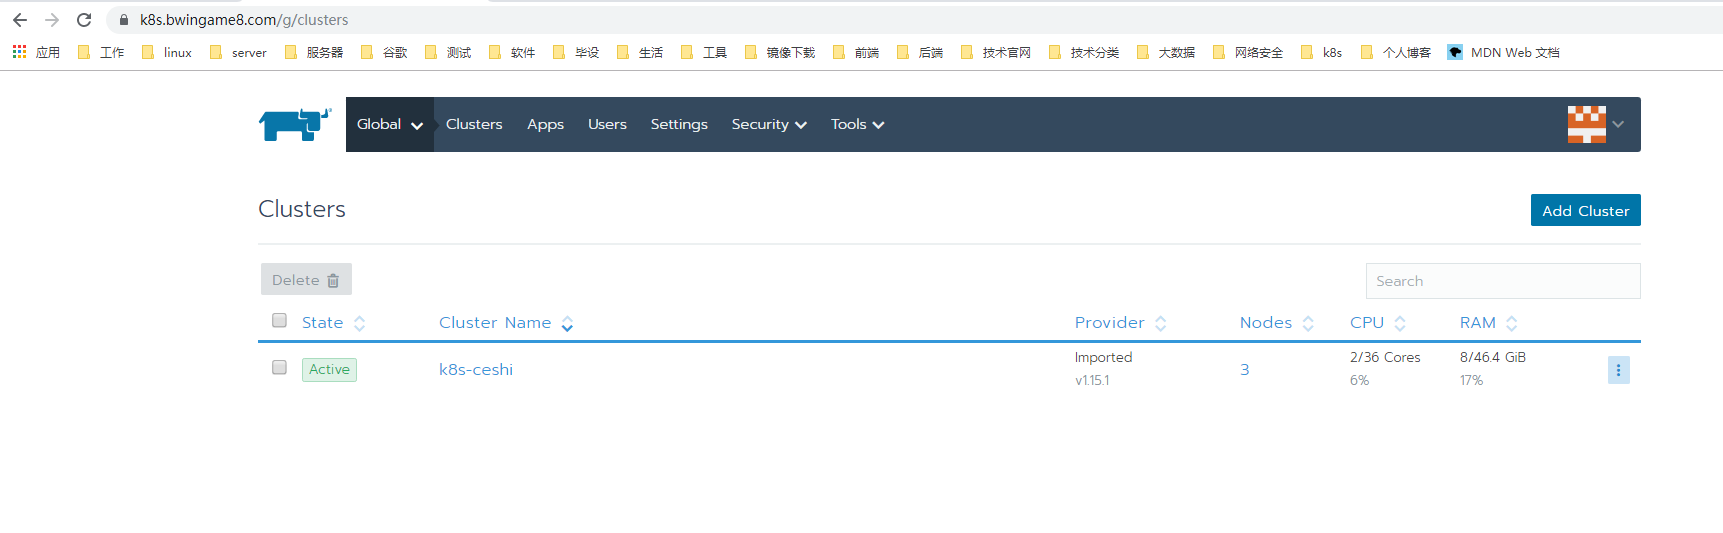 k8s.bwingame8.com/g/clusters
应用 工作 linux server 服务器 谷歌 测试 软件 毕设 生活 工具 镜像下载 前端 后端 技术官网 技术分类 大数据 网络安全 k8s 个人博客 MDN Web 文档
Global Clusters Apps Users Settings Security Tools
Clusters
Add Cluster
Delete
Search
State Cluster Name Provider Nodes CPU RAM
Active k8s-ceshi Imported 3 2/36 Cores 8/46.4 GiB
v1.15.1 6% 17%